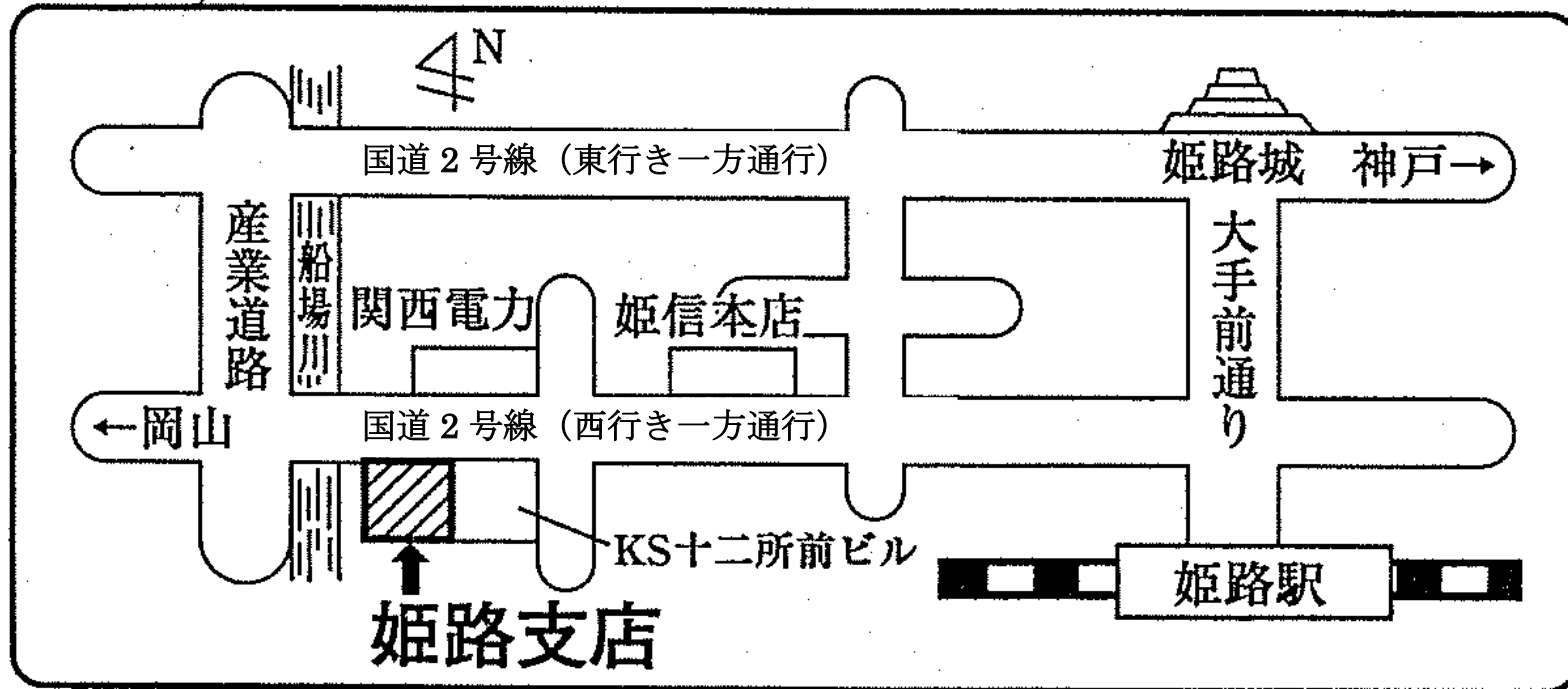 N
国道２号線（東行き一方通行）
姫路城
神戸→
産業道路
船場川
大手前通り
関西電力
姫信本店
←岡山
国道２号線（西行き一方通行）
KS十二所前ビル
姫路駅
姫路支店